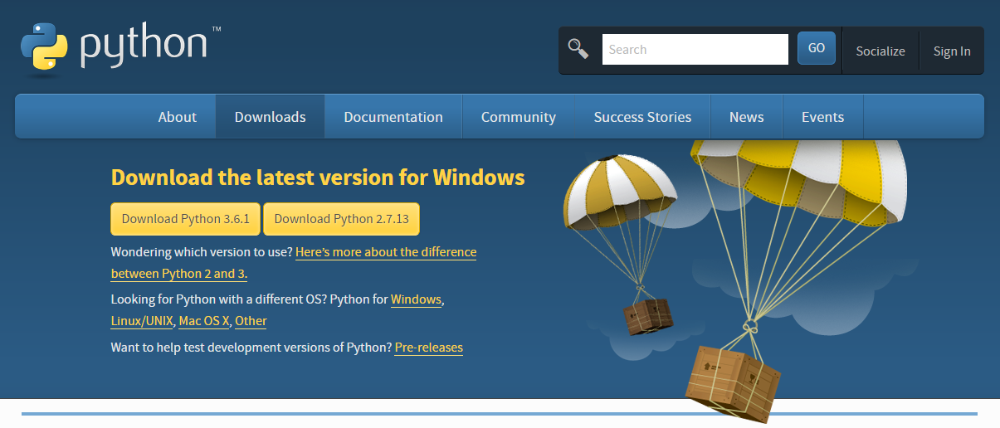 python™
Search
GO
Socialize
Sign In
About
Downloads
Documentation
Community
Success Stories
News
Events
Download the latest version for Windows
Download Python 3.6.1
Download Python 2.7.13
Wondering which version to use? Here’s more about the difference
between Python 2 and 3.
Looking for Python with a different OS? Python for Windows,
Linux/UNIX, Mac OS X, Other
Want to help test development versions of Python? Pre-releases